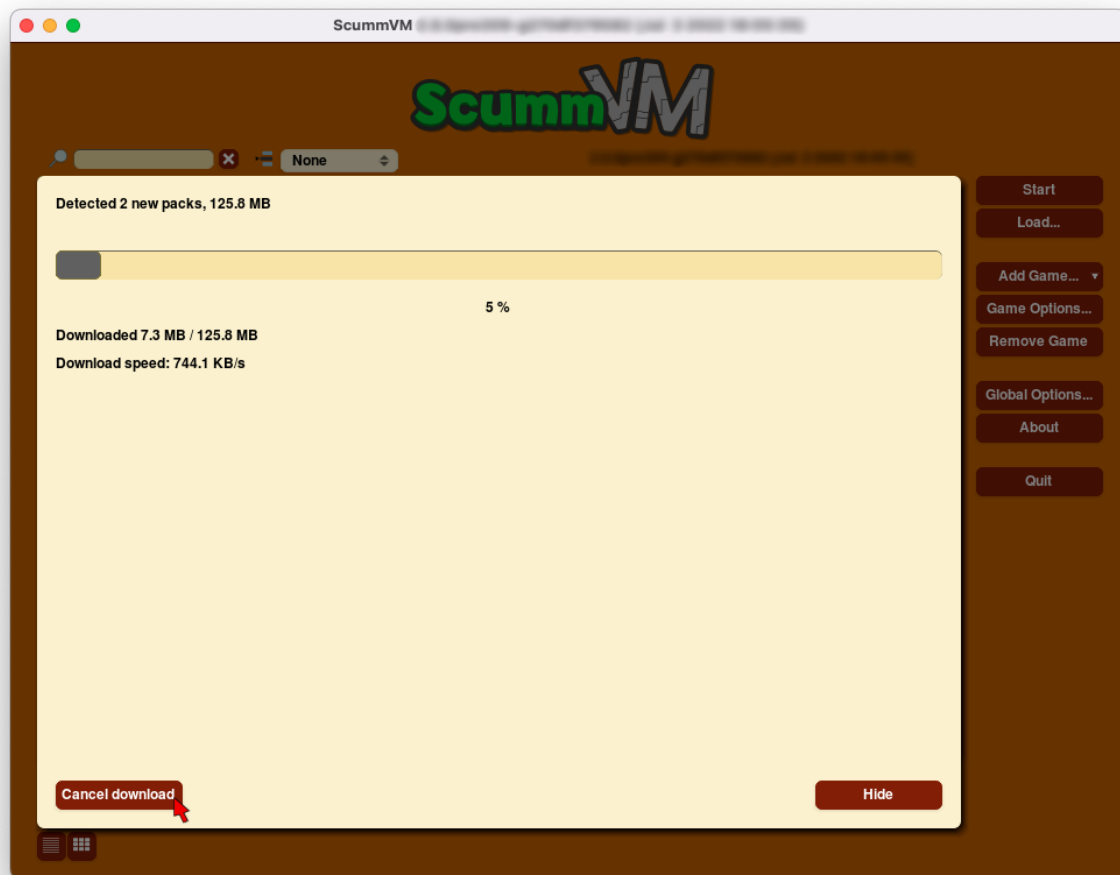 ScummVM
ScummVM
None
Detected 2 new packs, 125.8 MB
5 %
Downloaded 7.3 MB / 125.8 MB
Download speed: 744.1 KB/s
Cancel download
Hide
Start
Load...
Add Game...
Game Options...
Remove Game
Global Options...
About
Quit